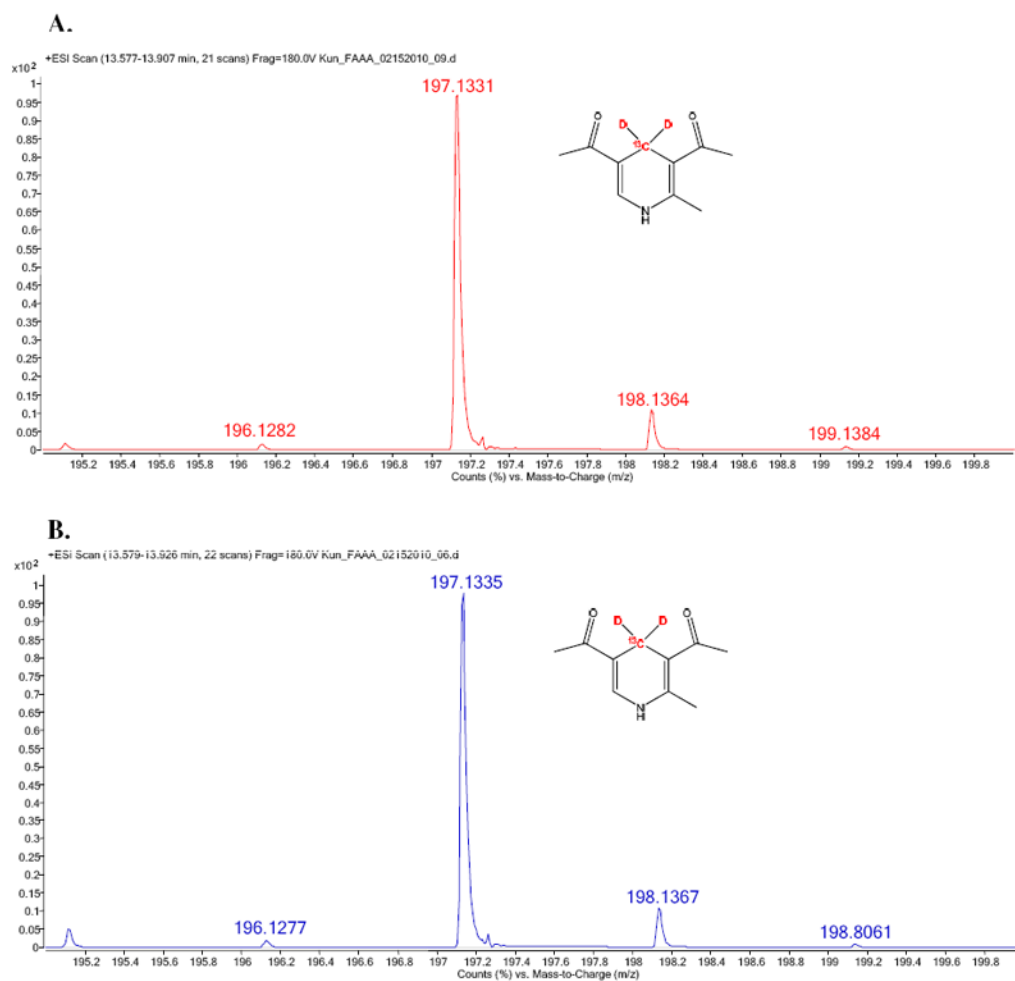 A.
+ESI Scan (13.577-13.907 min, 21 scans) Frag=180.0V Kun_FAAA_02152010_09.d
x10²
1
0.95
0.9
0.85
0.8
0.75
0.7
0.65
0.6
0.55
0.5
0.45
0.4
0.35
0.3
0.25
0.2
0.15
0.1
0.05
0
197.1331
196.1282
198.1364
199.1384
O
D
D
O
¹³C
N
H
195.2 195.4 195.6 195.8 196 196.2 196.4 196.6 196.8 197 197.2 197.4 197.6 197.8 198 198.2 198.4 198.6 198.8 199 199.2 199.4 199.6 199.8
Counts (%) vs. Mass-to-Charge (m/z)
B.
+ESI Scan (13.579-13.926 min, 22 scans) Frag=180.0V Kun_FAAA_02152010_06.d
x10²
1
0.95
0.9
0.85
0.8
0.75
0.7
0.65
0.6
0.55
0.5
0.45
0.4
0.35
0.3
0.25
0.2
0.15
0.1
0.05
0
197.1335
196.1277
198.1367
198.8061
O
D
D
O
¹³C
N
H
195.2 195.4 195.6 195.8 196 196.2 196.4 196.6 196.8 197 197.2 197.4 197.6 197.8 198 198.2 198.4 198.6 198.8 199 199.2 199.4 199.6 199.8
Counts (%) vs. Mass-to-Charge (m/z)